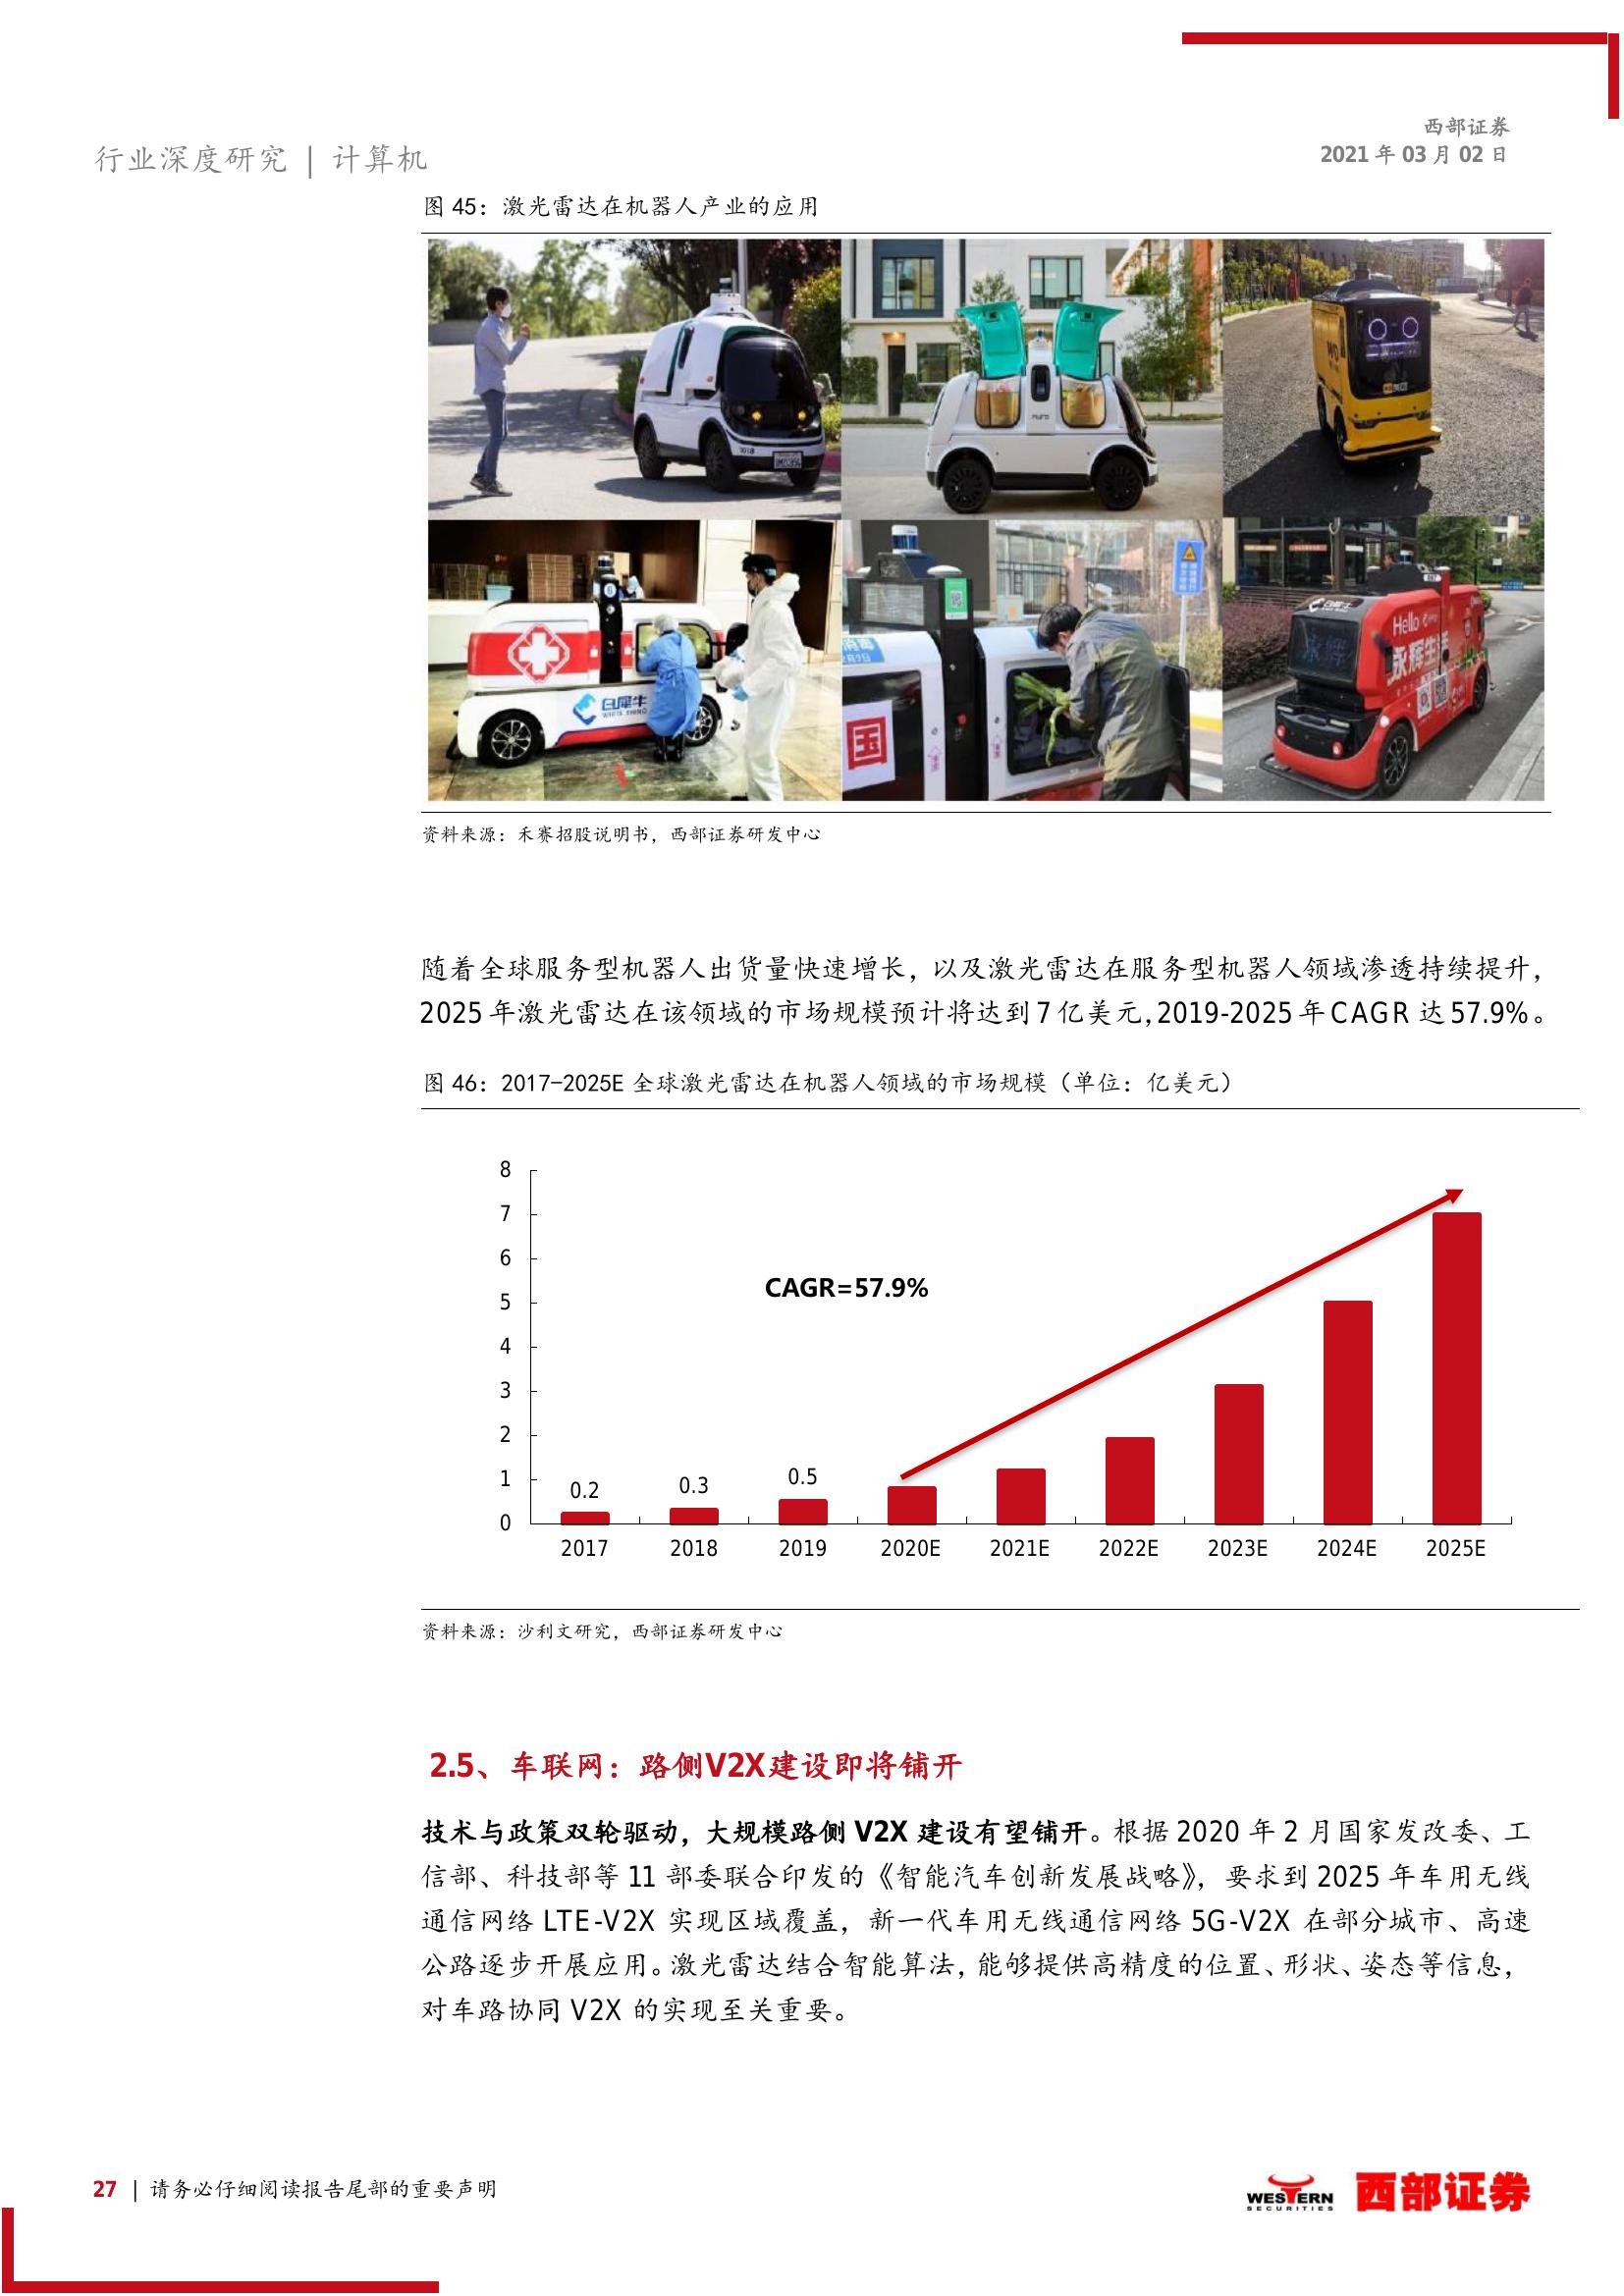 西部证券
行业深度研究 | 计算机
2021 年 03 月 02 日
图 45：激光雷达在机器人产业的应用
nuro
白犀牛
WHITE RHINO
国
Hello
永辉生活
白犀牛
资料来源：禾赛招股说明书，西部证券研发中心
随着全球服务型机器人出货量快速增长，以及激光雷达在服务型机器人领域渗透持续提升，
2025 年激光雷达在该领域的市场规模预计将达到 7 亿美元，2019-2025 年 CAGR 达 57.9%。
图 46：2017-2025E 全球激光雷达在机器人领域的市场规模（单位：亿美元）
8
7
6
5
4
3
2
1
0
CAGR=57.9%
0.2
0.3
0.5
2017 2018 2019 2020E 2021E 2022E 2023E 2024E 2025E
资料来源：沙利文研究，西部证券研发中心
2.5、车联网：路侧V2X建设即将铺开
技术与政策双轮驱动，大规模路侧 V2X 建设有望铺开。根据 2020 年 2 月国家发改委、工
信部、科技部等 11 部委联合印发的《智能汽车创新发展战略》，要求到 2025 年车用无线
通信网络 LTE-V2X 实现区域覆盖，新一代车用无线通信网络 5G-V2X 在部分城市、高速
公路逐步开展应用。激光雷达结合智能算法，能够提供高精度的位置、形状、姿态等信息，
对车路协同 V2X 的实现至关重要。
27 | 请务必仔细阅读报告尾部的重要声明
WESTERN
SECURITIES
西部证券